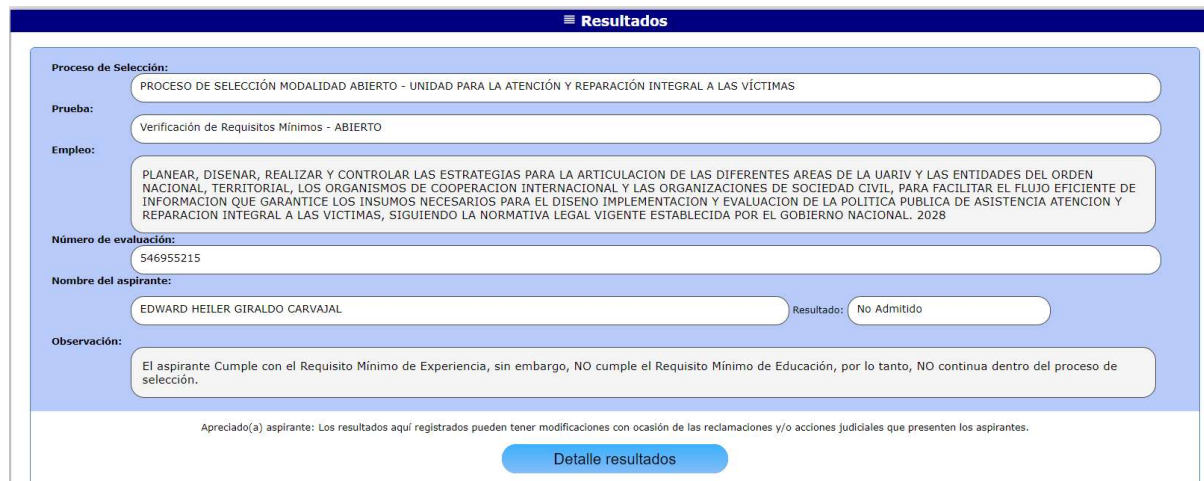 Resultados
Proceso de Selección:
PROCESO DE SELECCIÓN MODALIDAD ABIERTO - UNIDAD PARA LA ATENCIÓN Y REPARACIÓN INTEGRAL A LAS VÍCTIMAS
Prueba:
Verificación de Requisitos Mínimos - ABIERTO
Empleo:
PLANEAR, DISENAR, REALIZAR Y CONTROLAR LAS ESTRATEGIAS PARA LA ARTICULACION DE LAS DIFERENTES AREAS DE LA UARIV Y LAS ENTIDADES DEL ORDEN
NACIONAL, TERRITORIAL, LOS ORGANISMOS DE COOPERACION INTERNACIONAL Y LAS ORGANIZACIONES DE SOCIEDAD CIVIL, PARA FACILITAR EL FLUJO EFICIENTE DE
INFORMACION QUE GARANTICE LOS INSUMOS NECESARIOS PARA EL DISENO IMPLEMENTACION Y EVALUACION DE LA POLITICA PUBLICA DE ASISTENCIA ATENCION Y
REPARACION INTEGRAL A LAS VICTIMAS, SIGUIENDO LA NORMATIVA LEGAL VIGENTE ESTABLECIDA POR EL GOBIERNO NACIONAL. 2028
Número de evaluación:
546955215
Nombre del aspirante:
EDWARD HEILER GIRALDO CARVAJAL Resultado: No Admitido
Observación:
El aspirante Cumple con el Requisito Mínimo de Experiencia, sin embargo, NO cumple el Requisito Mínimo de Educación, por lo tanto, NO continua dentro del proceso de
selección.
Apreciado(a) aspirante: Los resultados aquí registrados pueden tener modificaciones con ocasión de las reclamaciones y/o acciones judiciales que presenten los aspirantes.
Detalle resultados